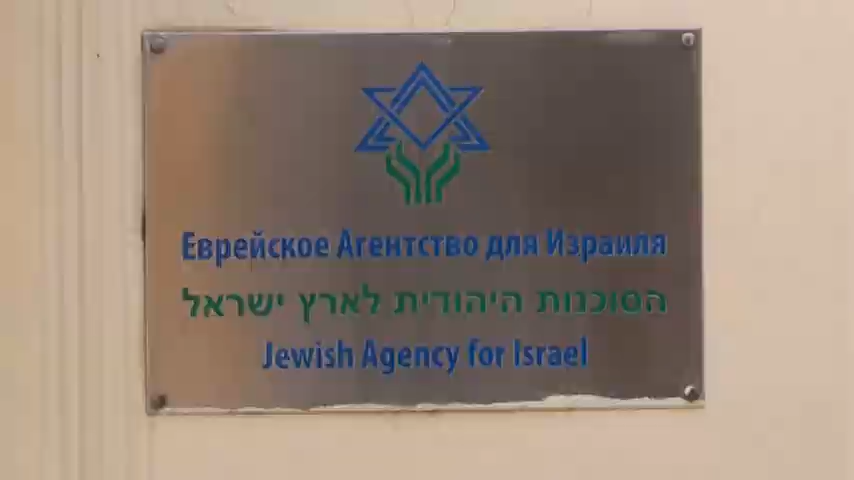 Еврейское Агентство для Израиля
הסוכנות היהודית לארץ ישראל
Jewish Agency for Israel